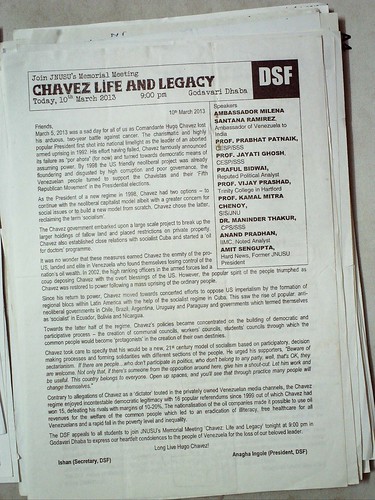 Join JNUSU's Memorial Meeting
CHAVEZ LIFE AND LEGACY
Today, 10th March 2013 9:00 pm Godavari Dhaba
DSF
10th March 2013
Friends,
March 5, 2013 was a sad day for all of us as Comandante Hugo Chavez lost
his arduous, two-year battle against cancer. The charismatic and highly
popular President first shot into national limelight as the leader of an aborted
armed uprising in 1992. His effort having failed, Chavez famously announced
its failure as "por ahora" (for now) and turned towards democratic means of
assuming power. By 1998 the US friendly neoliberal project was already
foundering and disputed by high corruption and poor governance, the
Venezuelan people turned to support the Chavistas and their 'Fifth
Republican Movement' in the Presidential elections.
As the President of a new regime in 1998, Chavez had two options – to
continue with the neoliberal capitalist model albeit with a greater concern for
social issues or to build a new model from scratch. Chavez chose the latter,
reclaiming the term 'socialism'.
The Chavez government embarked upon a large scale project to break up the
larger holdings of fallow land and placed restrictions on private property.
Chavez also established close relations with socialist Cuba and started a 'oil
for doctors' programme.
It was no wonder that these measures earned Chavez the enmity of the pro-
US, landed and elite in Venezuela who found themselves losing control of the
nation's oil wealth. In 2002, the high ranking officers in the armed forces led a
coup deposing Chavez with the overt blessings of the US. However, the popular spirit of the people triumphed as
Chavez was restored to power following a mass uprising of the ordinary people.
Speakers
AMBASSADOR MILENA
SANTANA RAMIREZ,
Ambassador of Venezuela to
India
PROF. PRABHAT PATNAIK,
CESP/SSS
PROF. JAYATI GHOSH,
CESP/SSS
PRAFUL BIDWAI,
Reputed Political Analyst
PROF. VIJAY PRASHAD,
Trinity College in Hartford
PROF. KAMAL MITRA
CHENOY,
SIS/JNU
DR. MANINDER THAKUR,
CPS/SSS
ANAND PRADHAN,
IIMC, Noted Analyst
AMIT SENGUPTA,
Hard News, Former JNUSU
President
Since his return to power, Chavez moved towards concerted efforts to oppose US imperialism by the formation of
regional blocs within Latin America with the help of the socialist regime in Cuba. This saw the rise of popular, anti-
neoliberal governments in Chile, Brazil, Argentina, Uruguay and Paraguay and governments which termed themselves
as 'socialist' in Ecuador, Bolivia and Nicaragua.
Towards the latter half of the regime, Chavez's policies became concentrated on the building of democratic and
participative process – the creation of communal councils, workers' councils, students' councils through which the
common people would become 'protagonists' in the creation of their own destinies.
Chavez took care to specify that his would be a new, 21st century model of socialism based on participatory, decision
making processes and forming solidarities with different sections of the people. He urged his supporters, "Beware of
sectarianism. If there are people...who don't participate in politics, who don't belong to any party, well, that's OK, they
are welcome. Not only that, if there's someone from the opposition around here, give him a shout-out. Let him work and
be useful. This country belongs to everyone. Open up spaces, and you'll see that through practice many people will
change themselves."
Contrary to allegations of Chavez as a 'dictator' touted in the privately owned Venezuelan media channels, the Chavez
regime enjoyed incontestable democratic legitimacy with 16 popular referendums since 1999 out of which Chavez had
won 15, defeating his rivals with margins of 10-20%. The nationalisation of the oil companies made it possible to use oil
revenues for the welfare of the common people which led to an eradication of illiteracy, free healthcare for all
Venezuelans and a rapid fall in the poverty level and inequality.
The DSF appeals to all students to join JNUSU's Memorial Meeting 'Chavez: Life and Legacy' tonight at 9:00 pm in
Godavari Dhaba to express our heartfelt condolences to the people of Venezuela for the loss of our beloved leader.
Long Live Hugo Chavez!
Ishan (Secretary, DSF) Anagha Ingole (President, DSF)